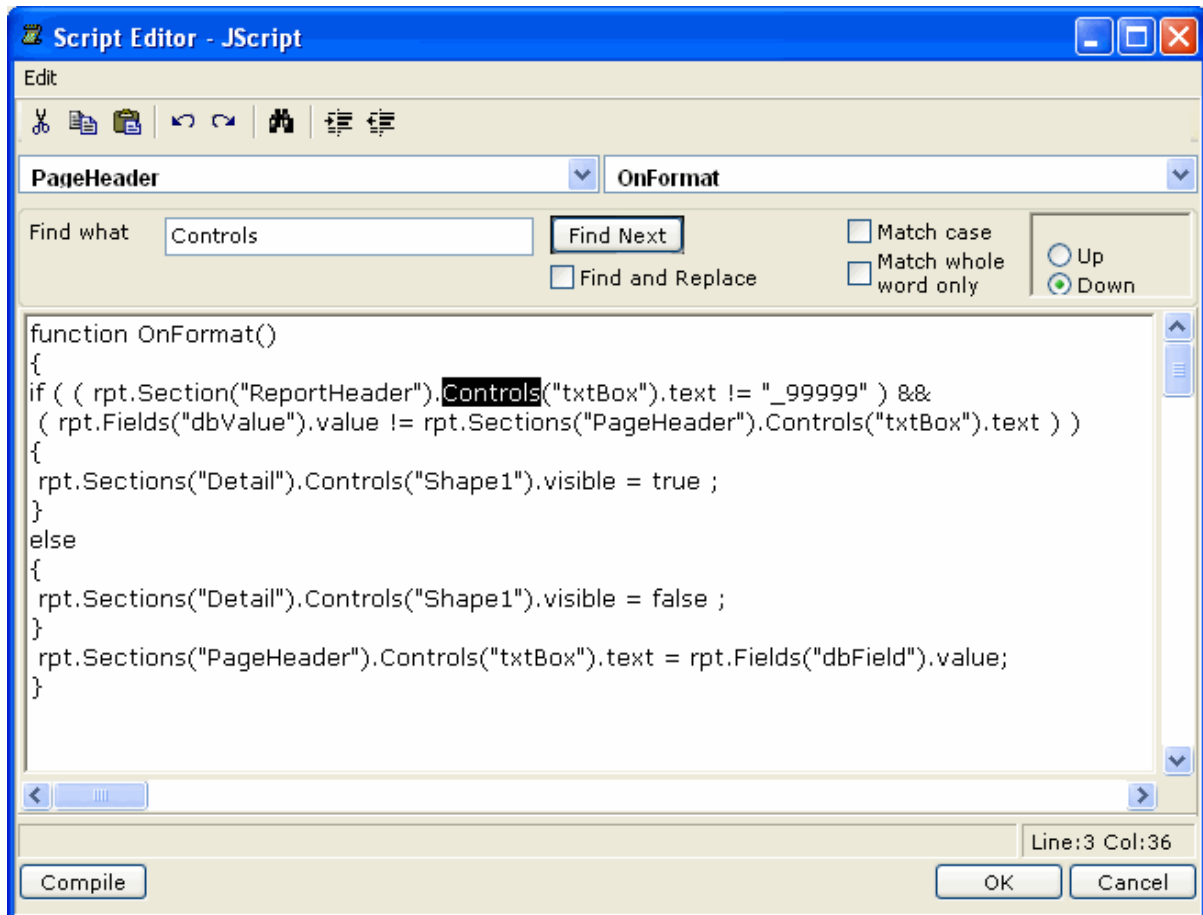 Script Editor - JScript
Edit
PageHeader
OnFormat
Find what
Controls
Find Next
Find and Replace
Match case
Match whole
word only
Up
Down
function OnFormat()
{
if ( ( rpt.Section("ReportHeader").Controls("txtBox").text != "_99999" ) &&
( rpt.Fields("dbValue").value != rpt.Sections("PageHeader").Controls("txtBox").text ) )
{
rpt.Sections("Detail").Controls("Shape1").visible = true ;
}
else
{
rpt.Sections("Detail").Controls("Shape1").visible = false ;
}
rpt.Sections("PageHeader").Controls("txtBox").text = rpt.Fields("dbField").value;
}
Line:3 Col:36
Compile
OK
Cancel